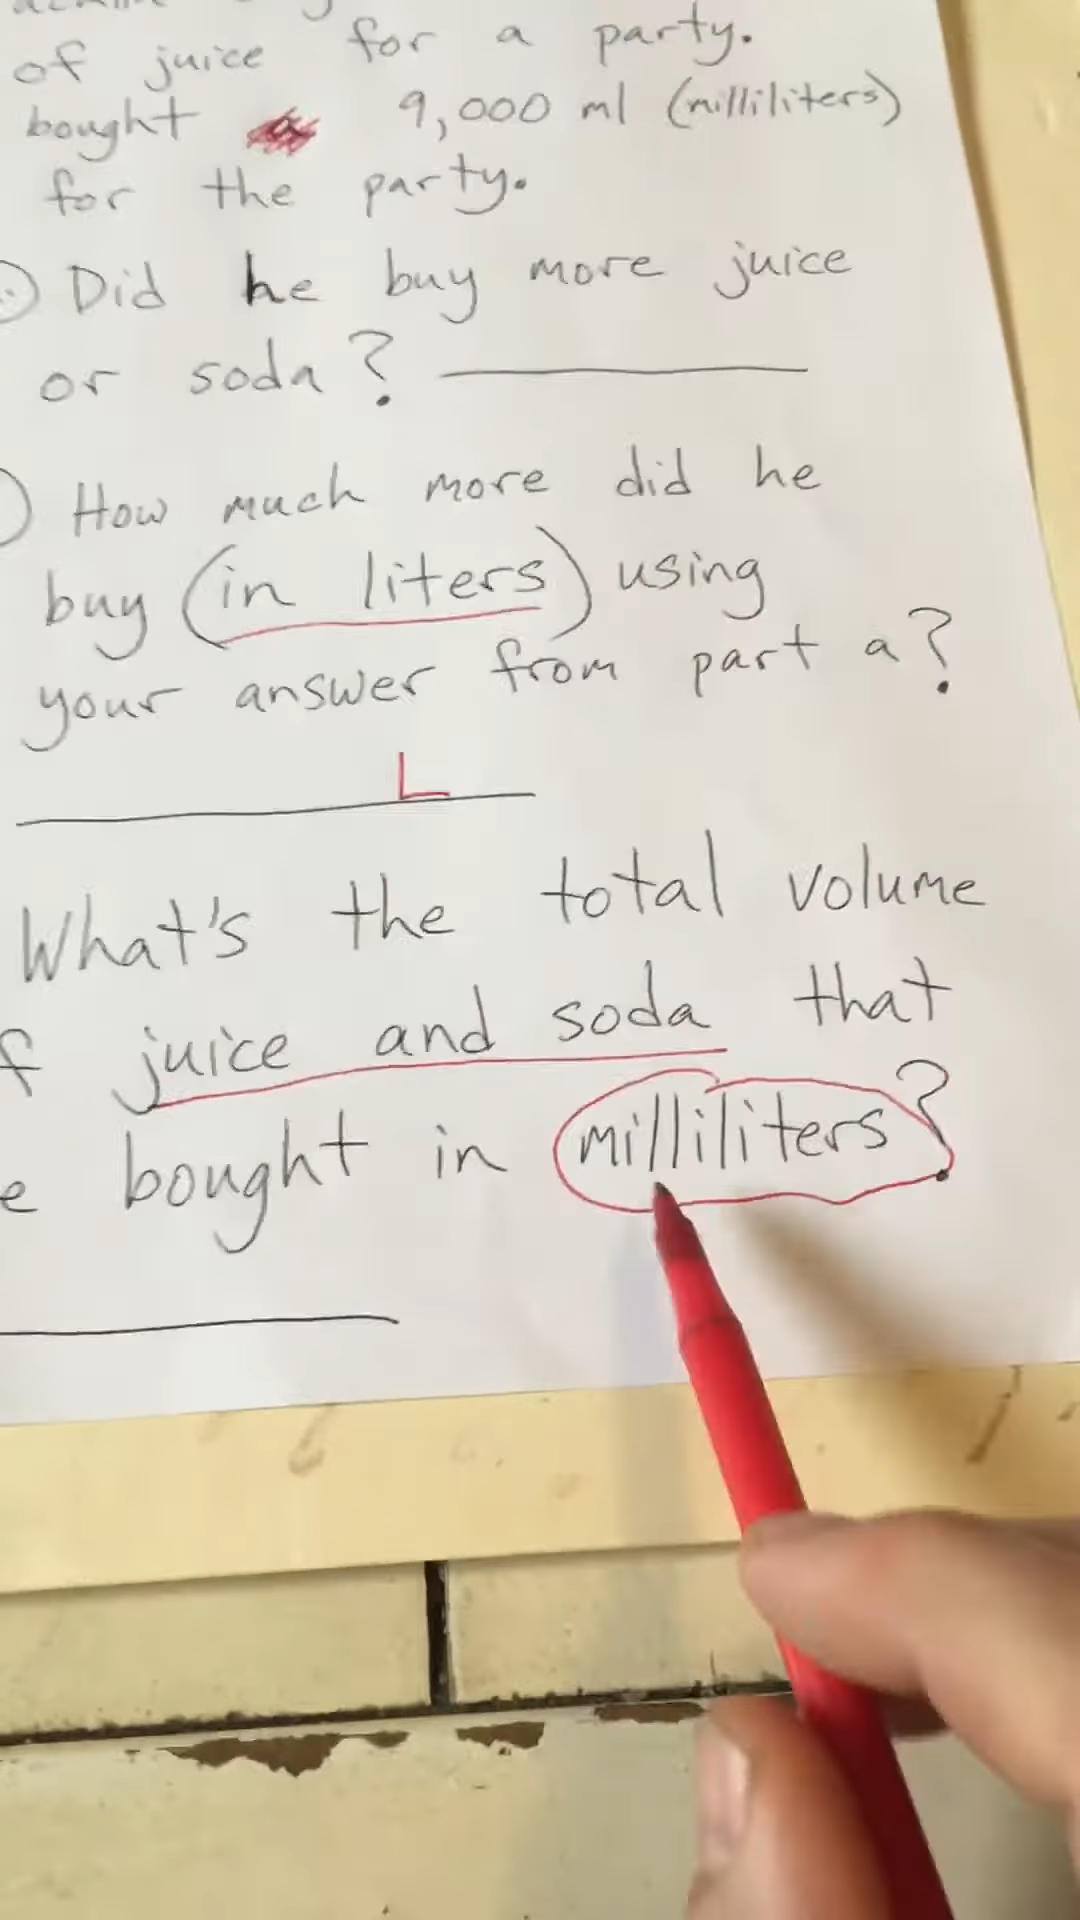 of juice for a party.
bought 9,000 ml (milliliters)
for the party.
Did he buy more juice
or soda?
How much more did he
buy (in liters) using
your answer from part a?
L
What's the total volume
juice and soda that
bought in milliliters?